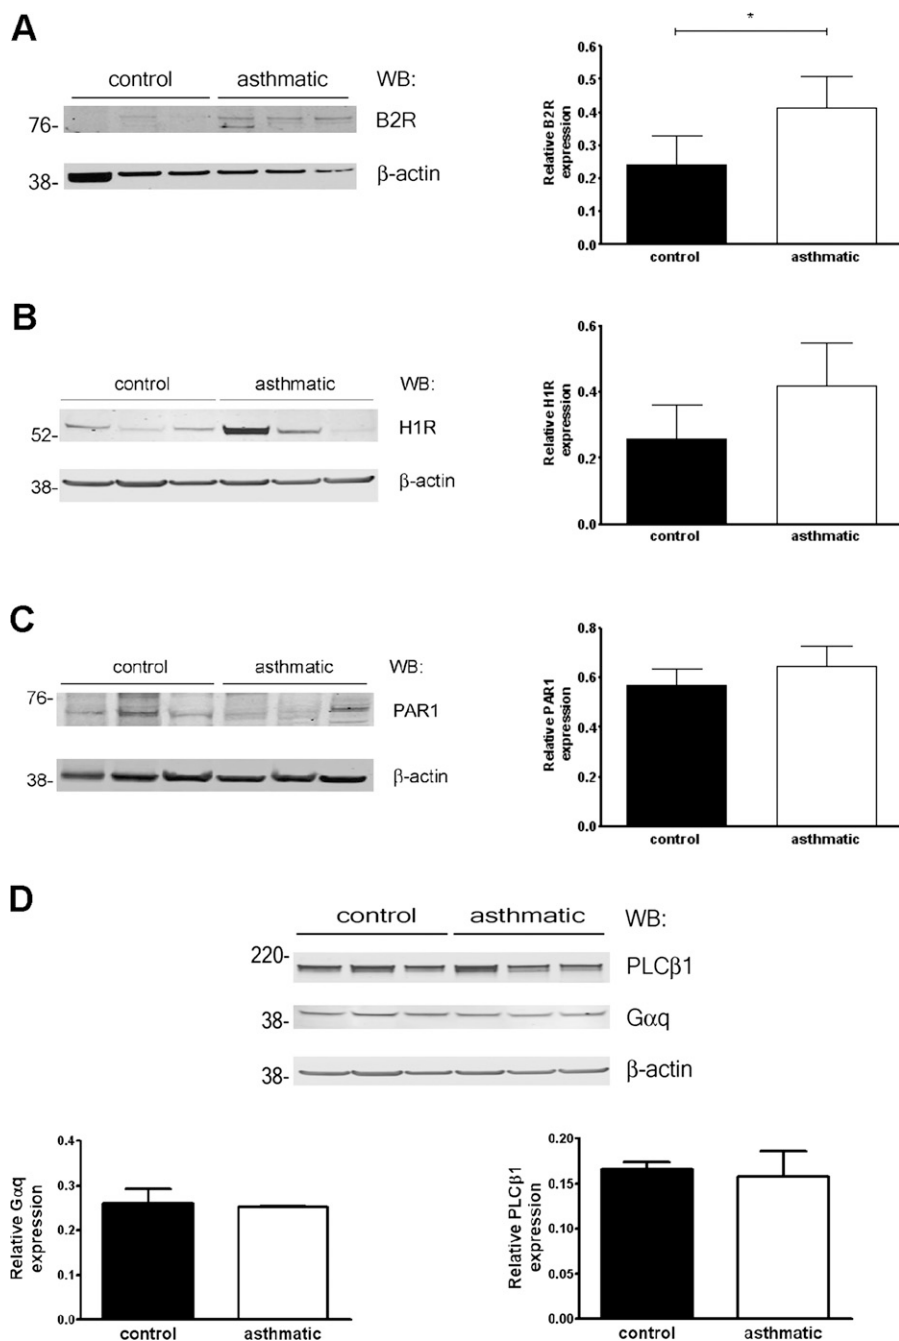 A
control asthmatic WB:
76- B2R
38- β-actin
*
Relative B2R
expression
0.6
0.5
0.4
0.3
0.2
0.1
0.0
control asthmatic
B
control asthmatic WB:
52- H1R
38- β-actin
Relative H1R
expression
0.6
0.4
0.2
0.0
control asthmatic
C
control asthmatic WB:
76- PAR1
38- β-actin
Relative PAR1
expression
0.8
0.6
0.4
0.2
0.0
control asthmatic
D
control asthmatic WB:
220- PLCβ1
38- Gαq
38- β-actin
Relative Gαq
expression
0.4
0.3
0.2
0.1
0.0
control asthmatic
Relative PLCβ1
expression
0.20
0.15
0.10
0.05
0.00
control asthmatic